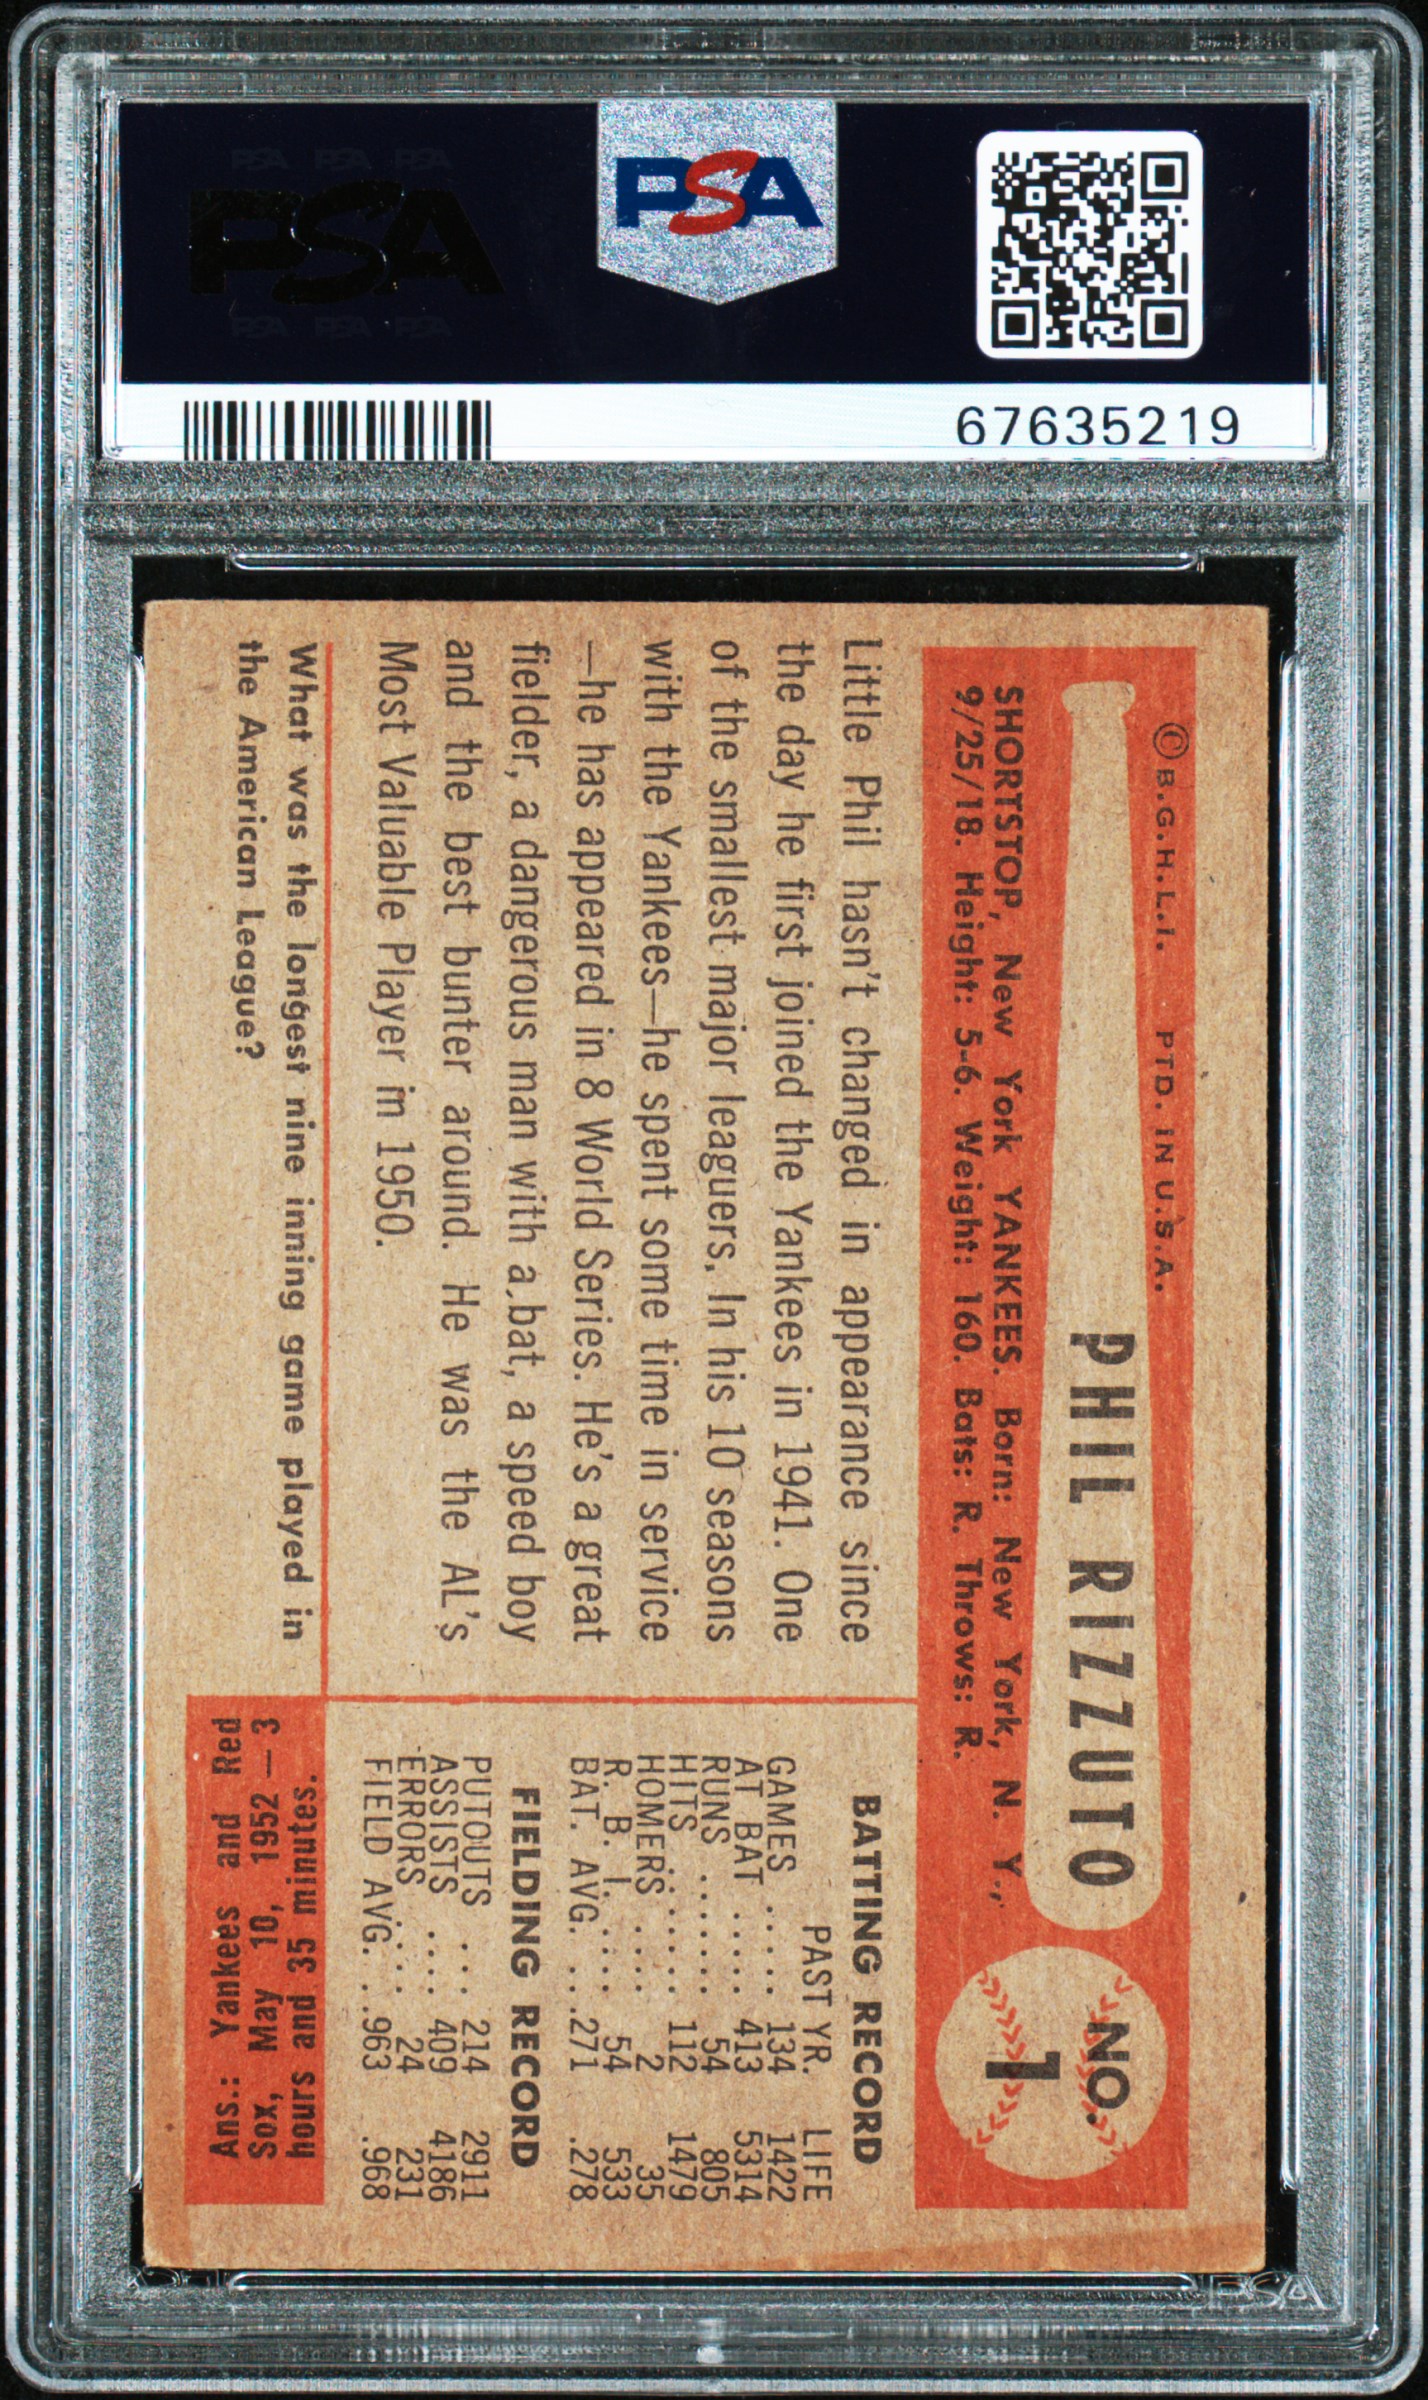 PSA PSA PSA
PSA
PSA PSA PSA
PSA
67635219
© B.G.H.L.I. PTD. IN U.S.A.
PHIL RIZZUTO
NO.
1
SHORTSTOP, New York YANKEES. Born: New York, N. Y.,
9/25/18. Height: 5-6. Weight: 160. Bats: R. Throws: R.
Little Phil hasn't changed in appearance since
the day he first joined the Yankees in 1941. One
of the smallest major leaguers. In his 10 seasons
with the Yankees—he spent some time in service
—he has appeared in 8 World Series. He's a great
fielder, a dangerous man with a bat, a speed boy
and the best bunter around. He was the AL's
Most Valuable Player in 1950.
BATTING RECORD
PAST YR. LIFE
GAMES ..... 134 1422
AT BAT ..... 413 5314
RUNS ....... 54 805
HITS ....... 112 1479
HOMERS .... 2 35
R. B. I. .... 54 533
BAT. AVG. ...271 .278
FIELDING RECORD
PUTOUTS ... 214 2911
ASSISTS .... 409 4186
ERRORS .... 24 231
FIELD AVG. ..963 .968
What was the longest nine inning game played in
the American League?
Ans.: Yankees and Red
Sox, May 10, 1952 — 3
hours and 35 minutes.
PSA